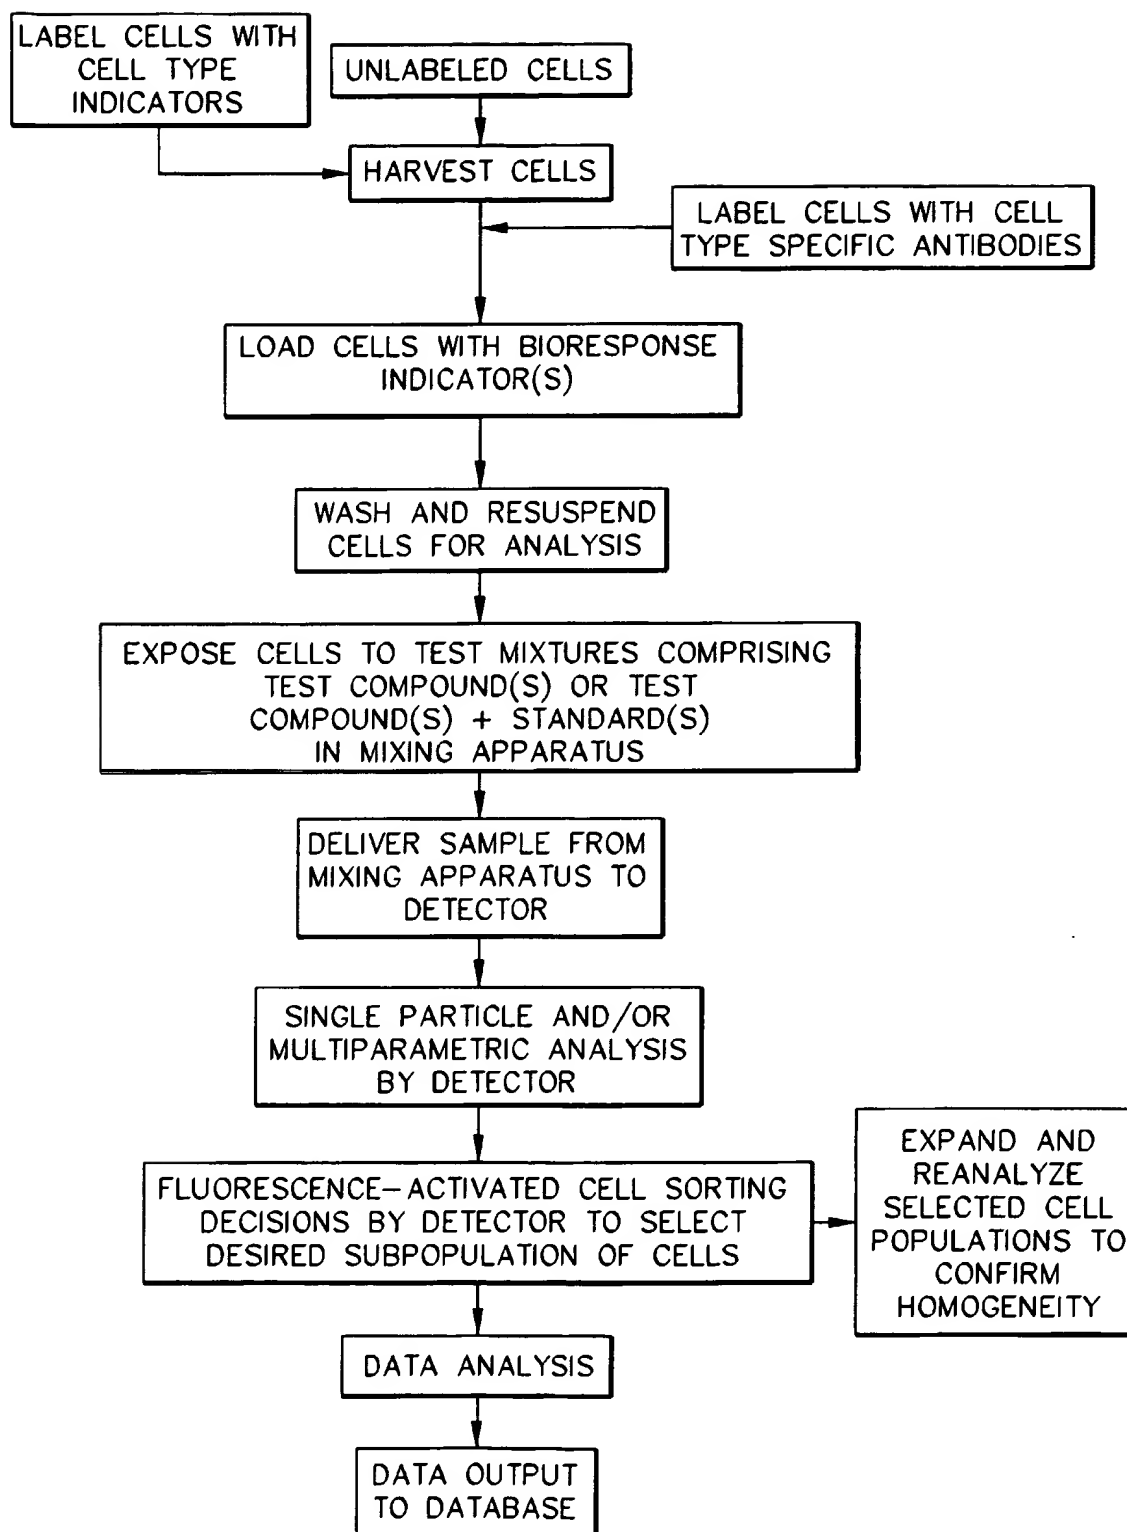 LABEL CELLS WITH
CELL TYPE
INDICATORS
UNLABELED CELLS
HARVEST CELLS
LABEL CELLS WITH CELL
TYPE SPECIFIC ANTIBODIES
LOAD CELLS WITH BIORESPONSE
INDICATOR(S)
WASH AND RESUSPEND
CELLS FOR ANALYSIS
EXPOSE CELLS TO TEST MIXTURES COMPRISING
TEST COMPOUND(S) OR TEST
COMPOUND(S) + STANDARD(S)
IN MIXING APPARATUS
DELIVER SAMPLE FROM
MIXING APPARATUS TO
DETECTOR
SINGLE PARTICLE AND/OR
MULTIPARAMETRIC ANALYSIS
BY DETECTOR
FLUORESCENCE-ACTIVATED CELL SORTING
DECISIONS BY DETECTOR TO SELECT
DESIRED SUBPOPULATION OF CELLS
EXPAND AND
REANALYZE
SELECTED CELL
POPULATIONS TO
CONFIRM
HOMOGENEITY
DATA ANALYSIS
DATA OUTPUT
TO DATABASE